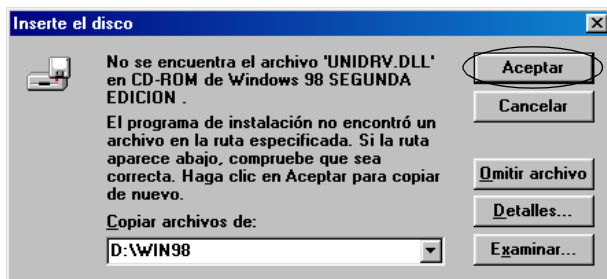 Inserte el disco
No se encuentra el archivo 'UNIDRV.DLL'
en CD-ROM de Windows 98 SEGUNDA
EDICION .
El programa de instalación no encontró un
archivo en la ruta especificada. Si la ruta
aparece abajo, compruebe que sea
correcta. Haga clic en Aceptar para copiar
de nuevo.
Copiar archivos de:
D:\WIN98
Aceptar
Cancelar
Omitir archivo
Detalles...
Examinar...